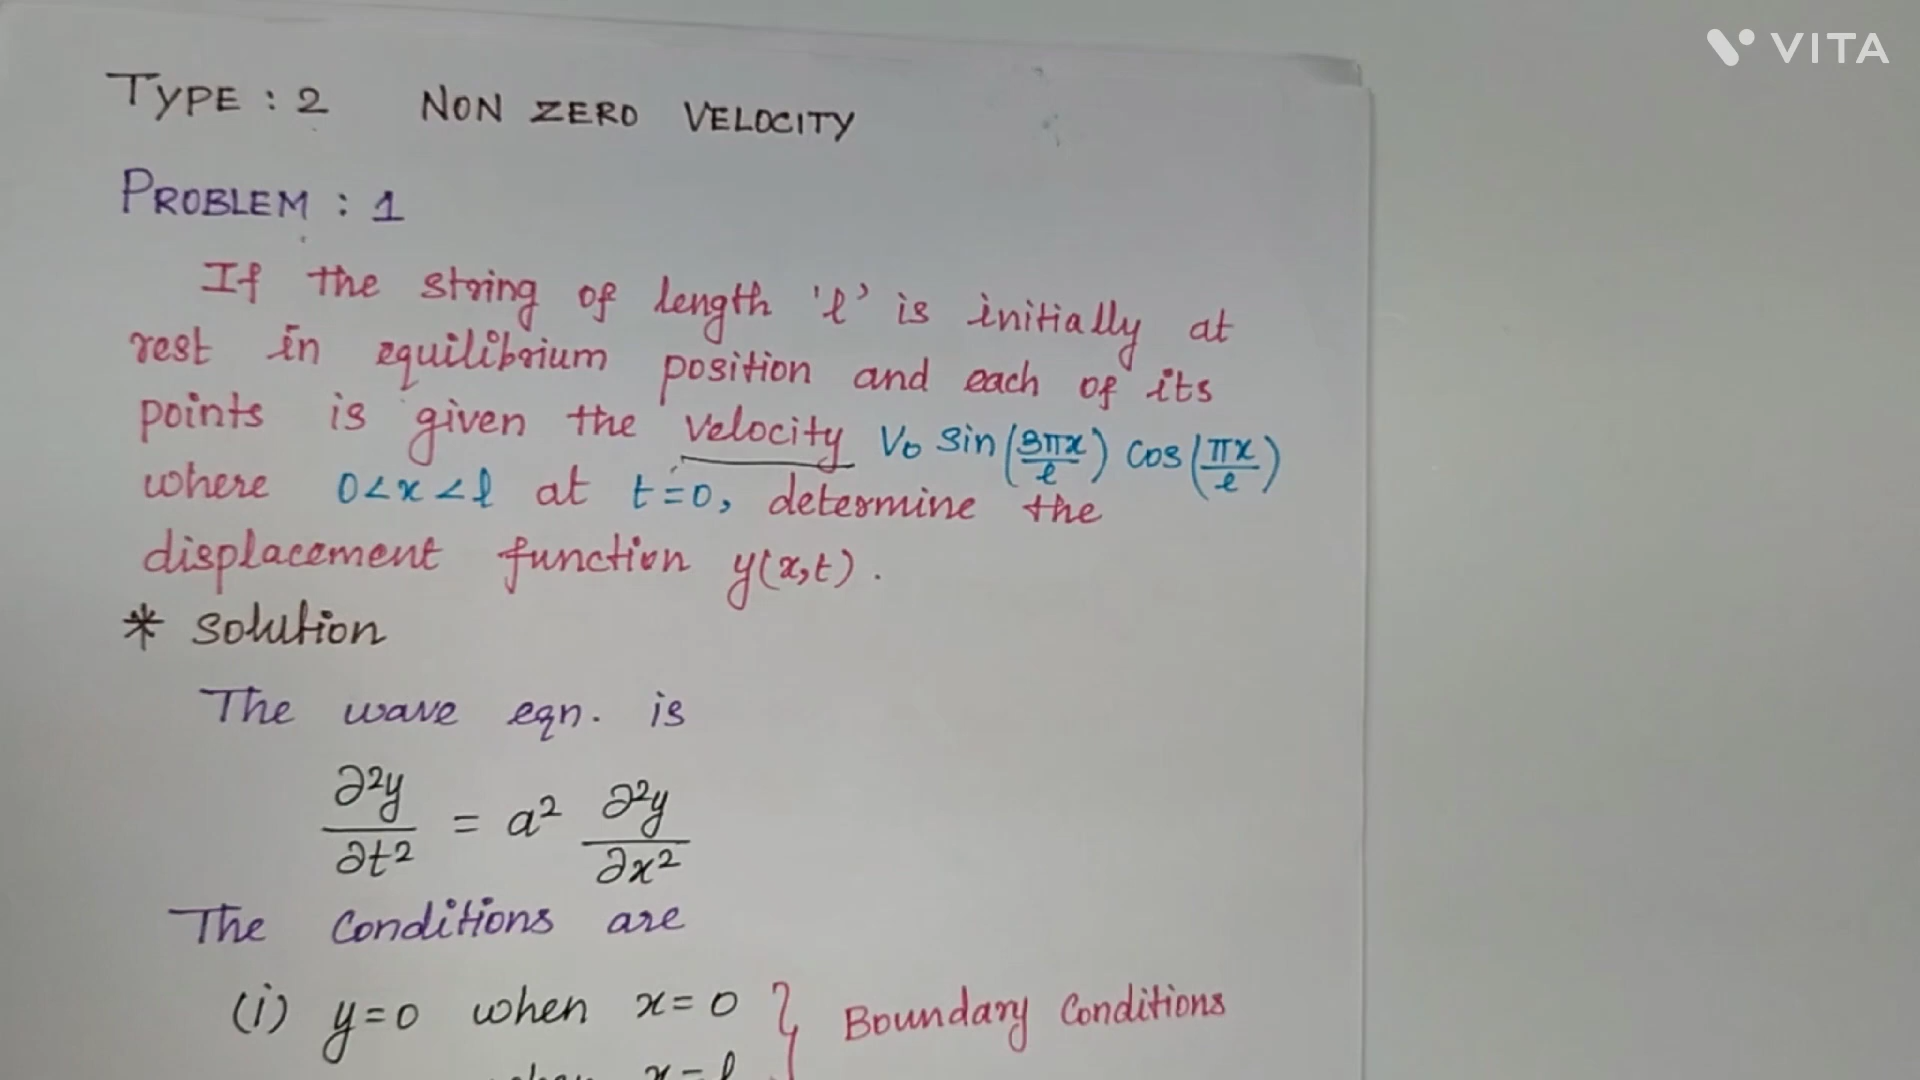 VITA
TYPE : 2 NON ZERO VELOCITY
PROBLEM : 1
If the string of length 'l' is initially at
rest in equilibrium position and each of its
points is given the velocity V₀ sin(3πx/l) cos(πx/l)
where 0<x<l at t=0, determine the
displacement function y(x,t).
* Solution
The wave eqn. is
∂²y/∂t² = a² ∂²y/∂x²
The Conditions are
(i) y=0 when x=0 } Boundary Conditions
when x=l